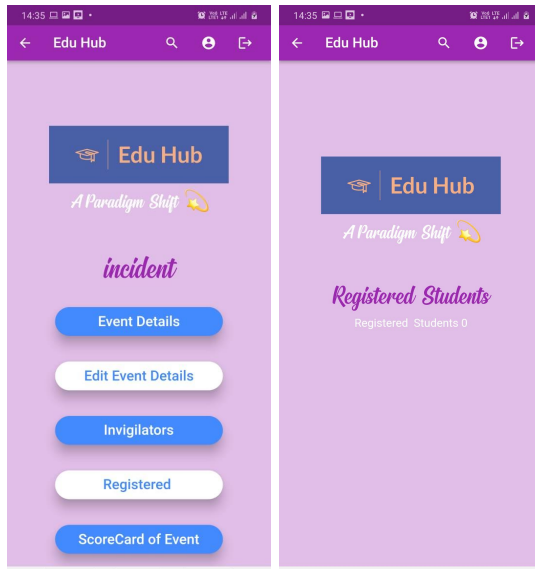 14:35
Edu Hub
Edu Hub
A Paradigm Shift
incident
Event Details
Edit Event Details
Invigilators
Registered
ScoreCard of Event
14:35
Edu Hub
Edu Hub
A Paradigm Shift
Registered Students
Registered Students 0